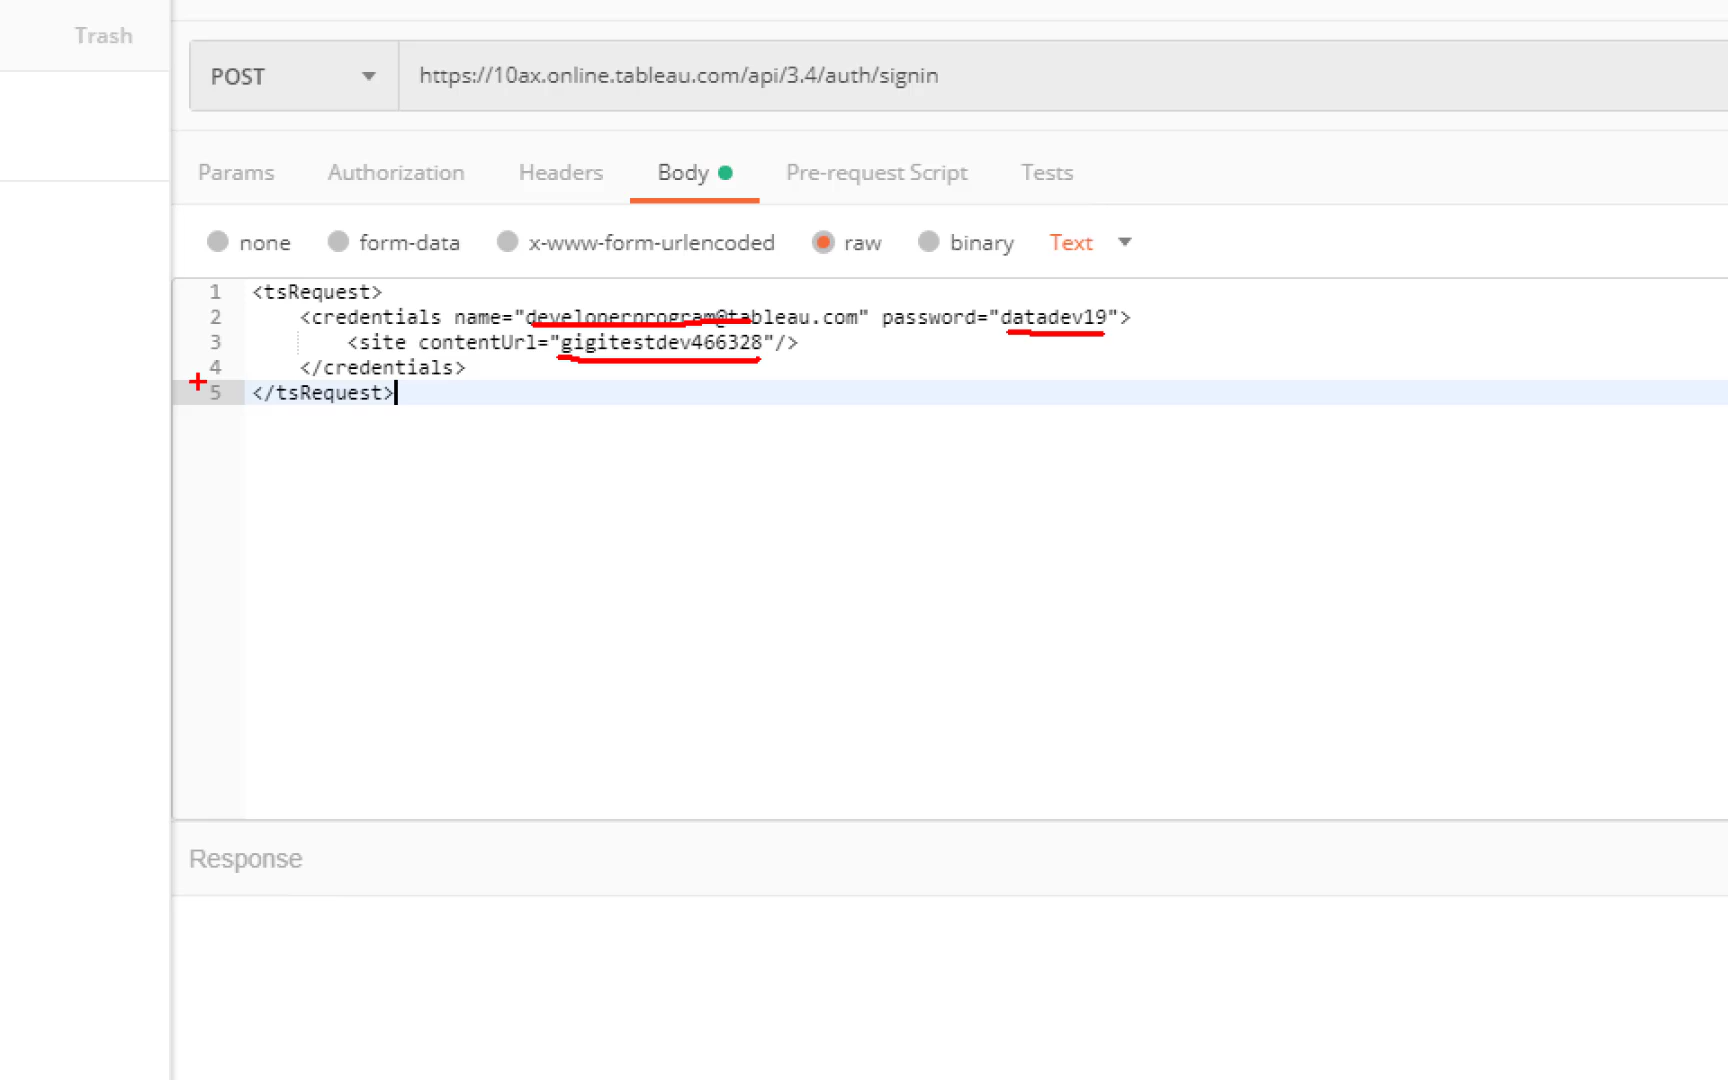 Trash
POST https://10ax.online.tableau.com/api/3.4/auth/signin
Params Authorization Headers Body Pre-request Script Tests
none form-data x-www-form-urlencoded raw binary Text
1 <tsRequest>
2 <credentials name="developerprogram@tableau.com" password="datadev19">
3 <site contentUrl="gigitestdev466328"/>
4 </credentials>
5 </tsRequest>
Response